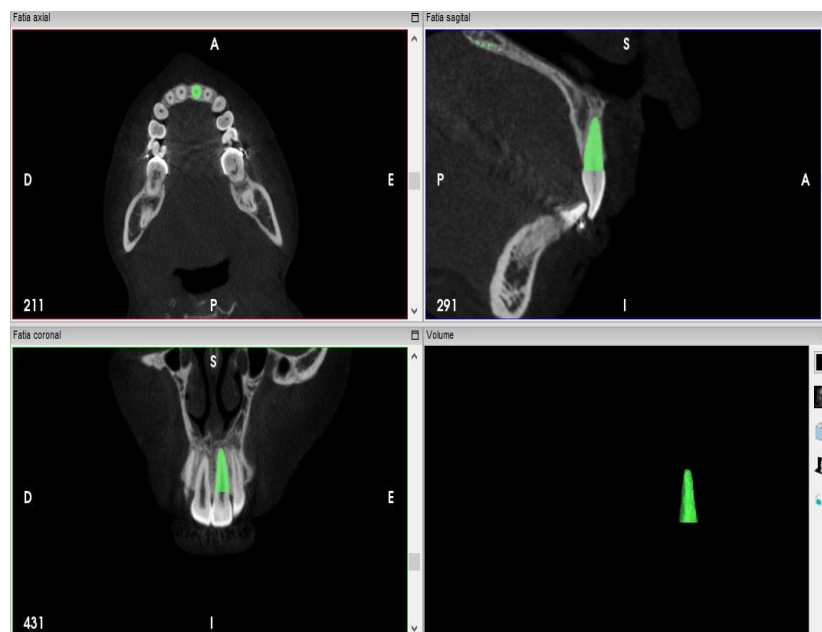 Fatia axial
A
D
E
211
P
Fatia sagital
S
P
A
291
I
Fatia coronal
S
D
E
431
I
Volume